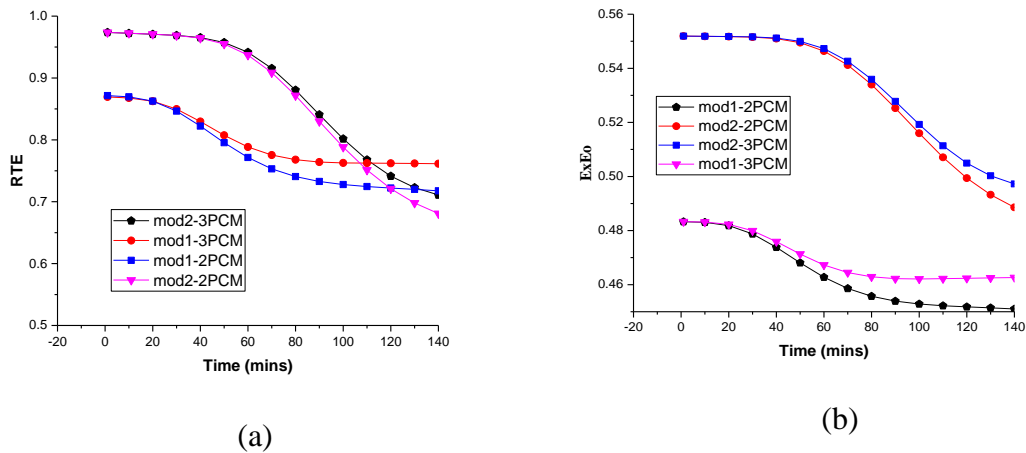 1.0
0.9
0.8
0.7
0.6
0.5
RTE
mod2-3PCM
mod1-3PCM
mod1-2PCM
mod2-2PCM
-20 0 20 40 60 80 100 120 140
Time (mins)
(a)
0.56
0.54
0.52
0.50
0.48
0.46
ExEo
mod1-2PCM
mod2-2PCM
mod2-3PCM
mod1-3PCM
-20 0 20 40 60 80 100 120 140
Time (mins)
(b)